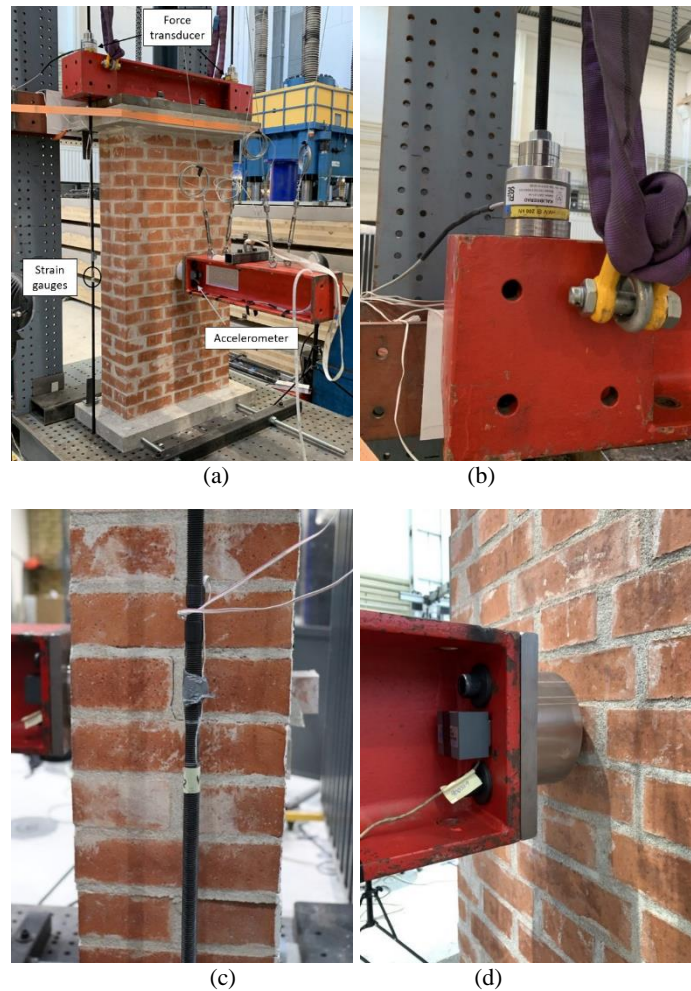 Force
transducer
Strain
gauges
Accelerometer
(a)
(b)
(c)
(d)